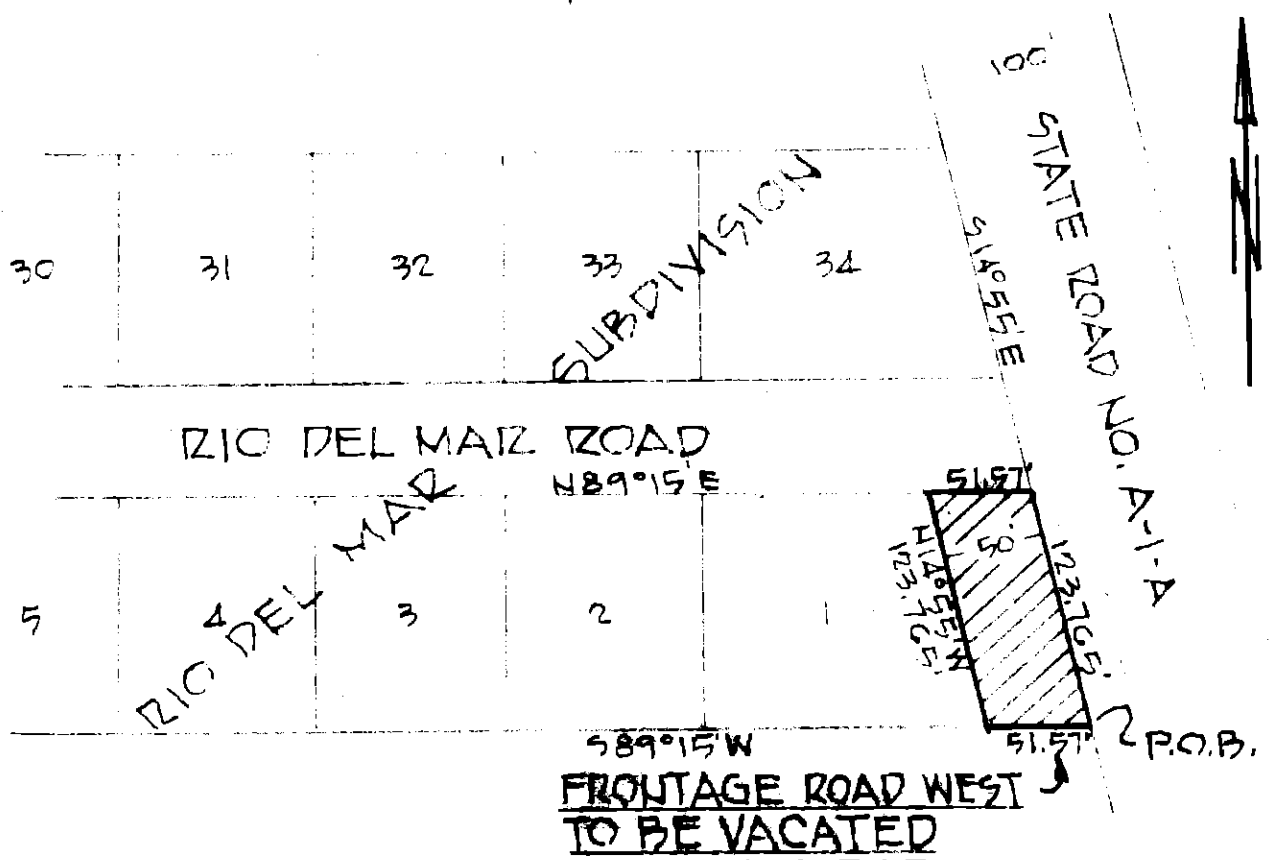 100'
STATE ROAD NO. A-1-A
N
S14°55'E
30
31
32
33
34
RIO DEL MAR SUBDIVISION
RIO DEL MAR ROAD
N89°15'E
51.57'
50'
N14°55'W
123.765'
123.765'
5
4
3
2
1
S89°15'W
51.57'
P.O.B.
FRONTAGE ROAD WEST
TO BE VACATED